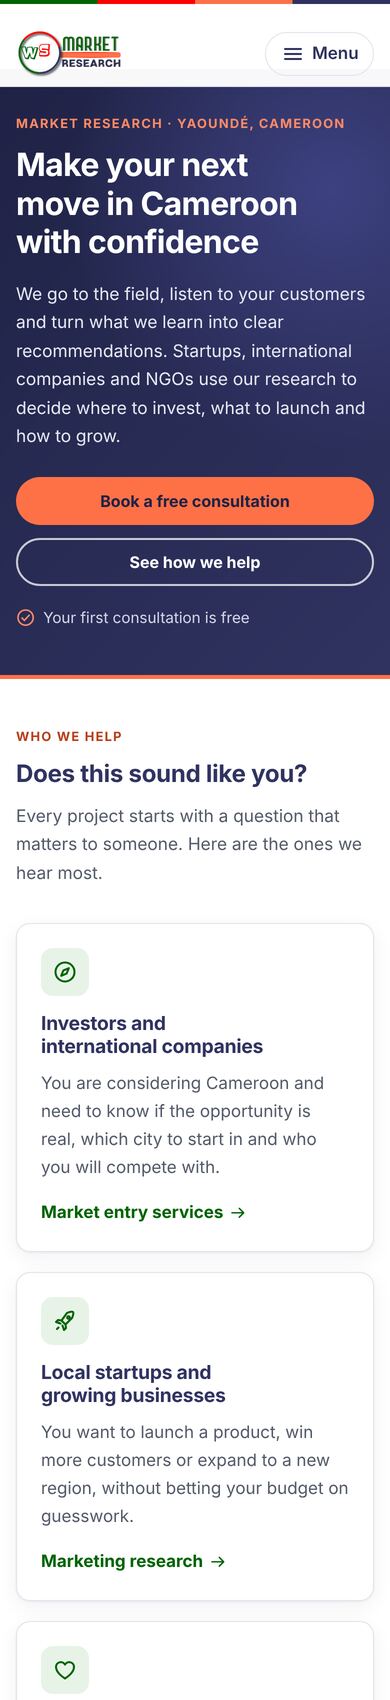 WS MARKET
RESEARCH
Menu
MARKET RESEARCH · YAOUNDÉ, CAMEROON
Make your next
move in Cameroon
with confidence
We go to the field, listen to your customers
and turn what we learn into clear
recommendations. Startups, international
companies and NGOs use our research to
decide where to invest, what to launch and
how to grow.
Book a free consultation
See how we help
Your first consultation is free
WHO WE HELP
Does this sound like you?
Every project starts with a question that
matters to someone. Here are the ones we
hear most.
Investors and
international companies
You are considering Cameroon and
need to know if the opportunity is
real, which city to start in and who
you will compete with.
Market entry services →
Local startups and
growing businesses
You want to launch a product, win
more customers or expand to a new
region, without betting your budget on
guesswork.
Marketing research →